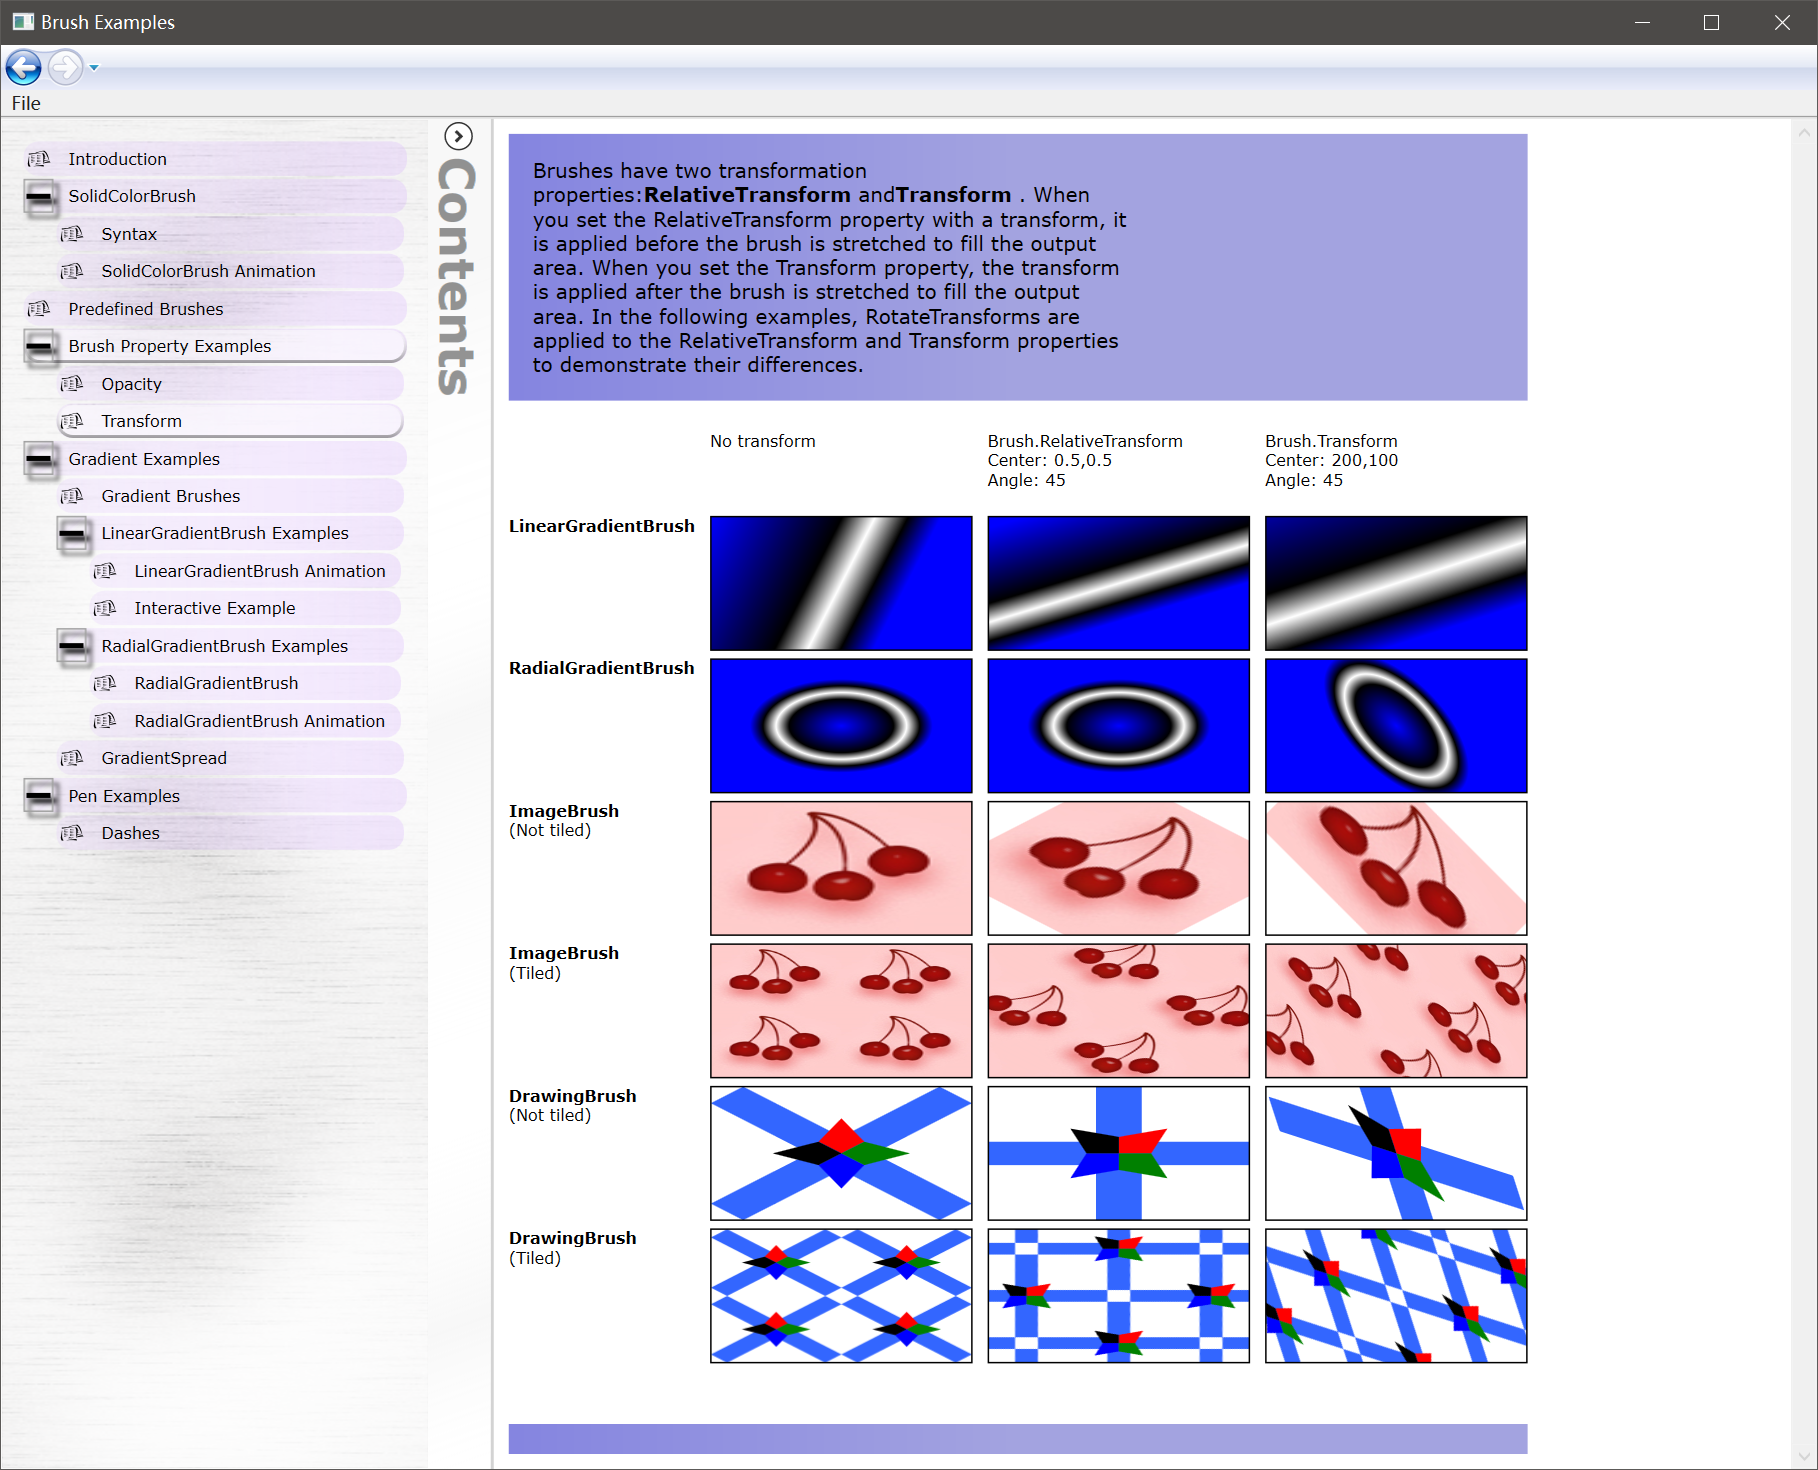 Brush Examples
File
Introduction
SolidColorBrush
Syntax
SolidColorBrush Animation
Predefined Brushes
Brush Property Examples
Opacity
Transform
Gradient Examples
Gradient Brushes
LinearGradientBrush Examples
LinearGradientBrush Animation
Interactive Example
RadialGradientBrush Examples
RadialGradientBrush
RadialGradientBrush Animation
GradientSpread
Pen Examples
Dashes
Contents
Brushes have two transformation
properties:RelativeTransform andTransform . When
you set the RelativeTransform property with a transform, it
is applied before the brush is stretched to fill the output
area. When you set the Transform property, the transform
is applied after the brush is stretched to fill the output
area. In the following examples, RotateTransforms are
applied to the RelativeTransform and Transform properties
to demonstrate their differences.
No transform
Brush.RelativeTransform
Center: 0.5,0.5
Angle: 45
Brush.Transform
Center: 200,100
Angle: 45
LinearGradientBrush
RadialGradientBrush
ImageBrush
(Not tiled)
ImageBrush
(Tiled)
DrawingBrush
(Not tiled)
DrawingBrush
(Tiled)